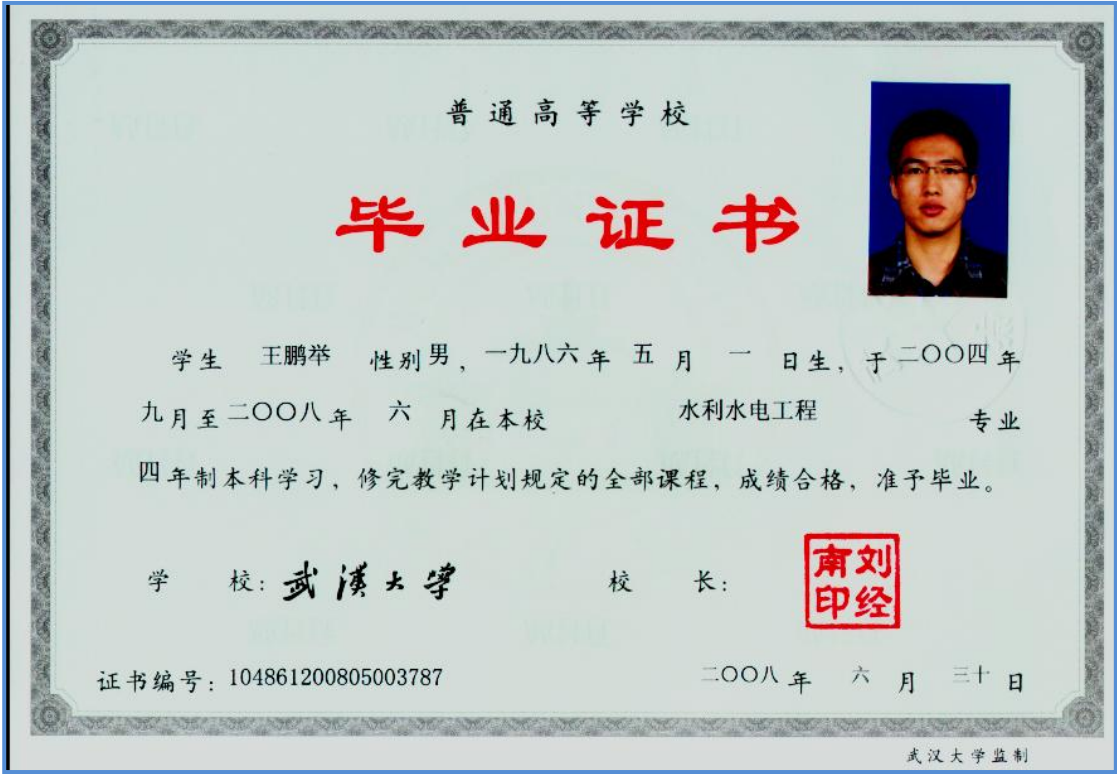 普通高等学校
毕业证书
学生 王鹏举 性别 男，一九八六年 五 月 一 日生，于二〇〇四年
九月至二〇〇八年 六 月在本校 水利水电工程 专业
四年制本科学习，修完教学计划规定的全部课程，成绩合格，准予毕业。
学 校：武漢大学 校 长：刘经南印
证书编号：104861200805003787 二〇〇八年 六 月 三十 日
武汉大学监制